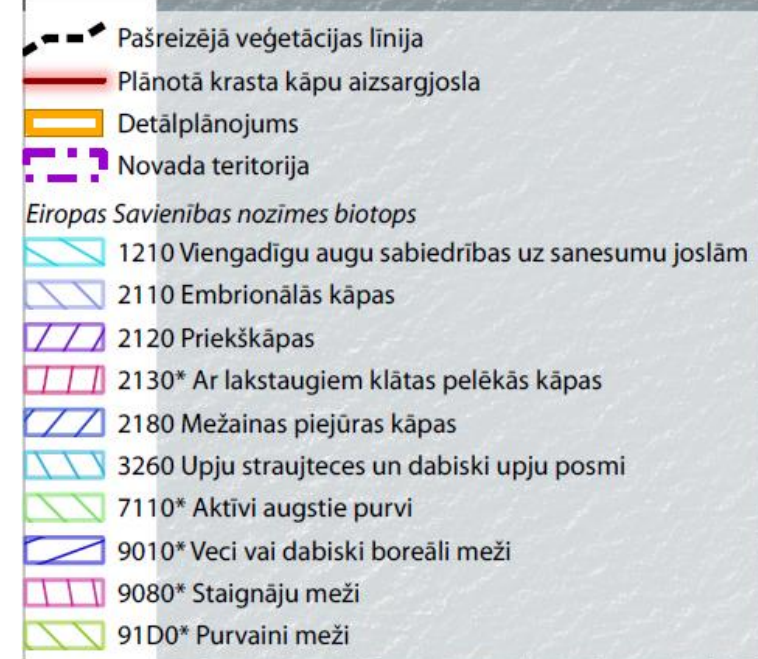 Pašreizējā veģetācijas līnija
Plānotā krasta kāpu aizsargjosla
Detālplānojums
Novada teritorija
Eiropas Savienības nozīmes biotops
1210 Viengadīgu augu sabiedrības uz sanesumu joslām
2110 Embrionālās kāpas
2120 Priekškāpas
2130* Ar lakstaugiem klātas pelēkās kāpas
2180 Mežainas piejūras kāpas
3260 Upju straujteces un dabiski upju posmi
7110* Aktīvi augstie purvi
9010* Veci vai dabiski boreāli meži
9080* Staignāju meži
91D0* Purvaini meži